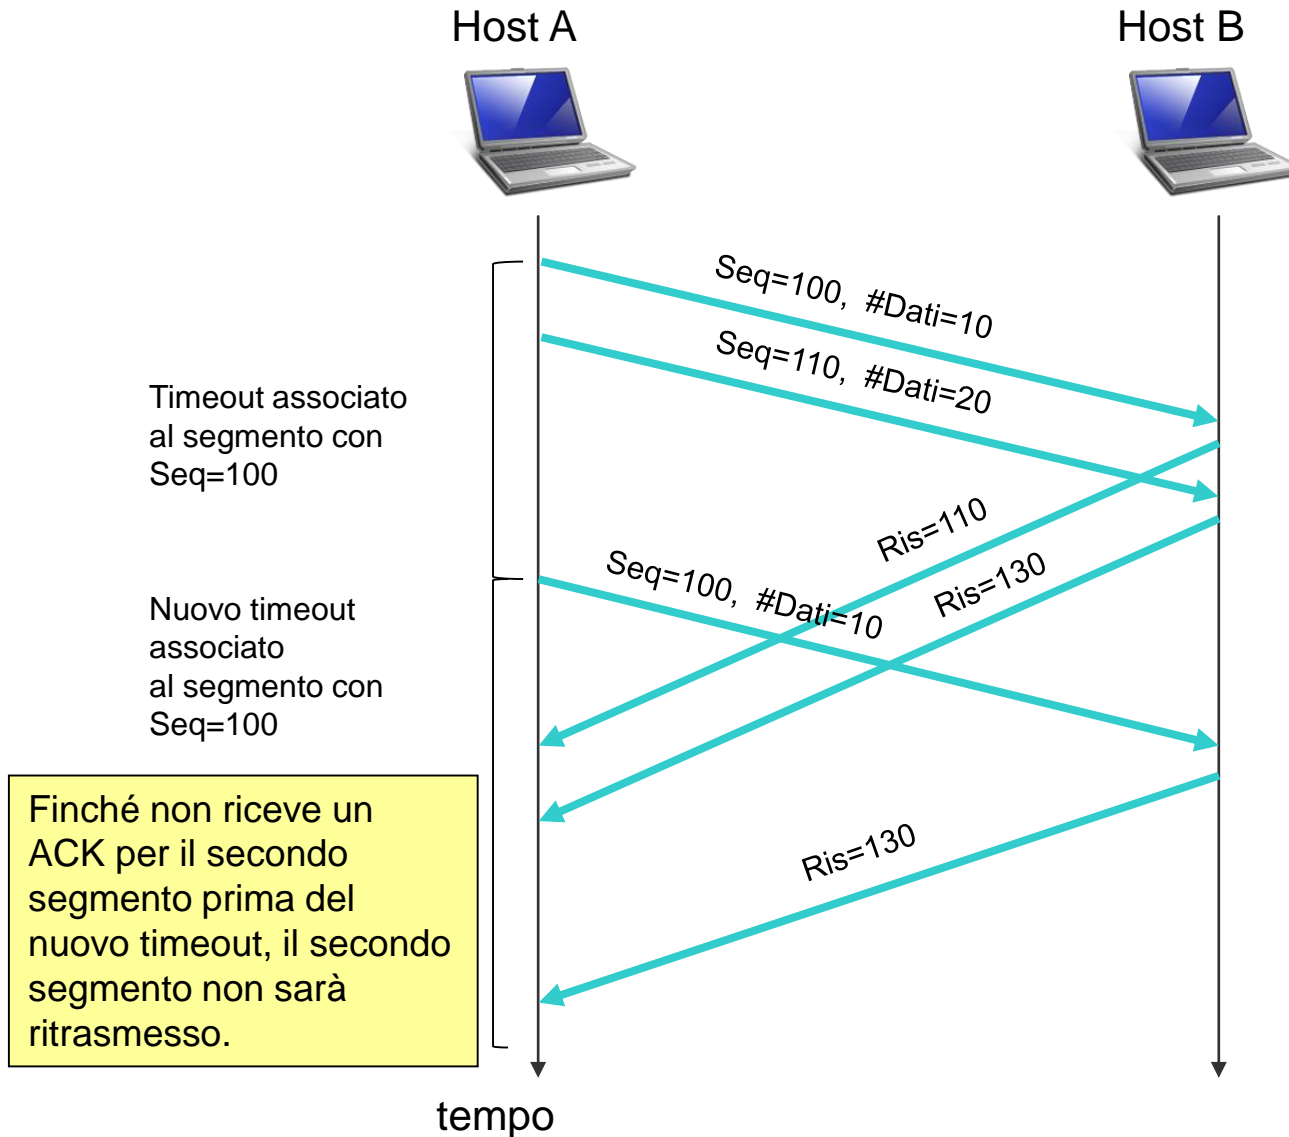 Host A
Host B
Seq=100, #Dati=10
Seq=110, #Dati=20
Timeout associato
al segmento con
Seq=100
Ris=110
Ris=130
Seq=100, #Dati=10
Nuovo timeout
associato
al segmento con
Seq=100
Finché non riceve un
ACK per il secondo
segmento prima del
nuovo timeout, il secondo
segmento non sarà
ritrasmesso.
Ris=130
tempo